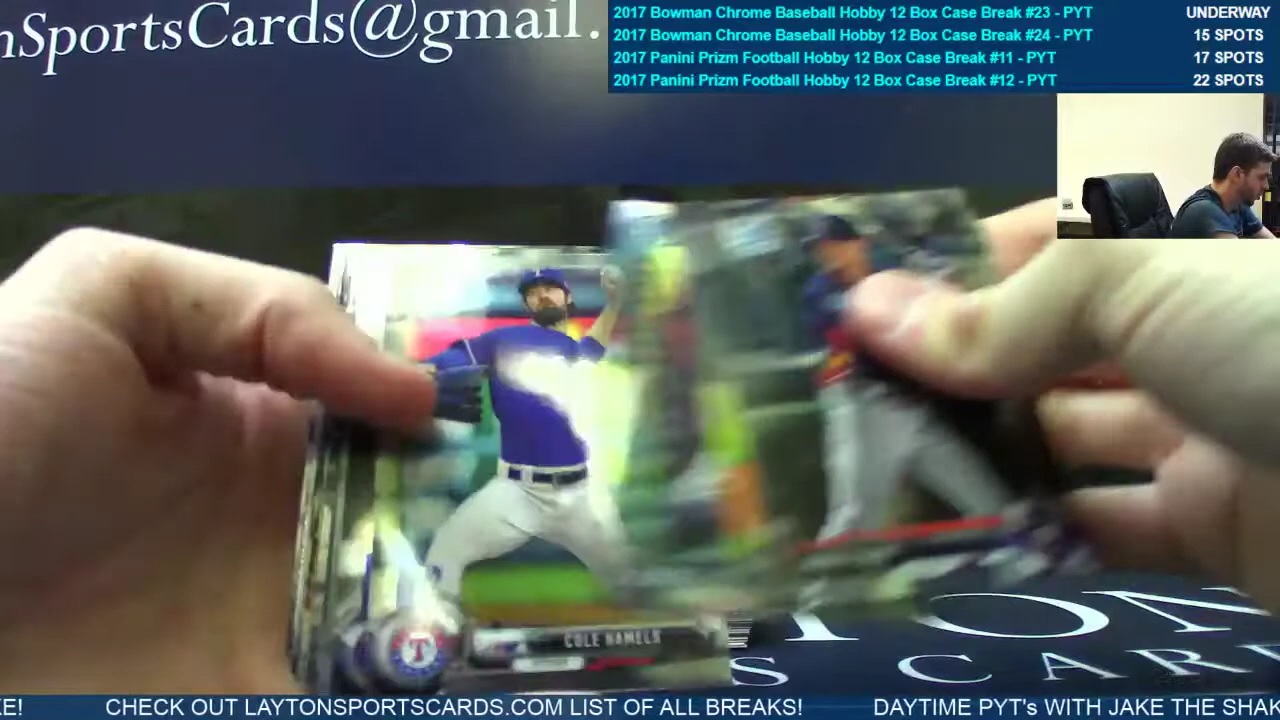 nSportsCards@gmail.
2017 Bowman Chrome Baseball Hobby 12 Box Case Break #23 - PYT UNDERWAY
2017 Bowman Chrome Baseball Hobby 12 Box Case Break #24 - PYT 15 SPOTS
2017 Panini Prizm Football Hobby 12 Box Case Break #11 - PYT 17 SPOTS
2017 Panini Prizm Football Hobby 12 Box Case Break #12 - PYT 22 SPOTS
T
COLE HAMELS
TON
S CAR
KE! CHECK OUT LAYTONSPORTSCARDS.COM LIST OF ALL BREAKS! DAYTIME PYT's WITH JAKE THE SHAK